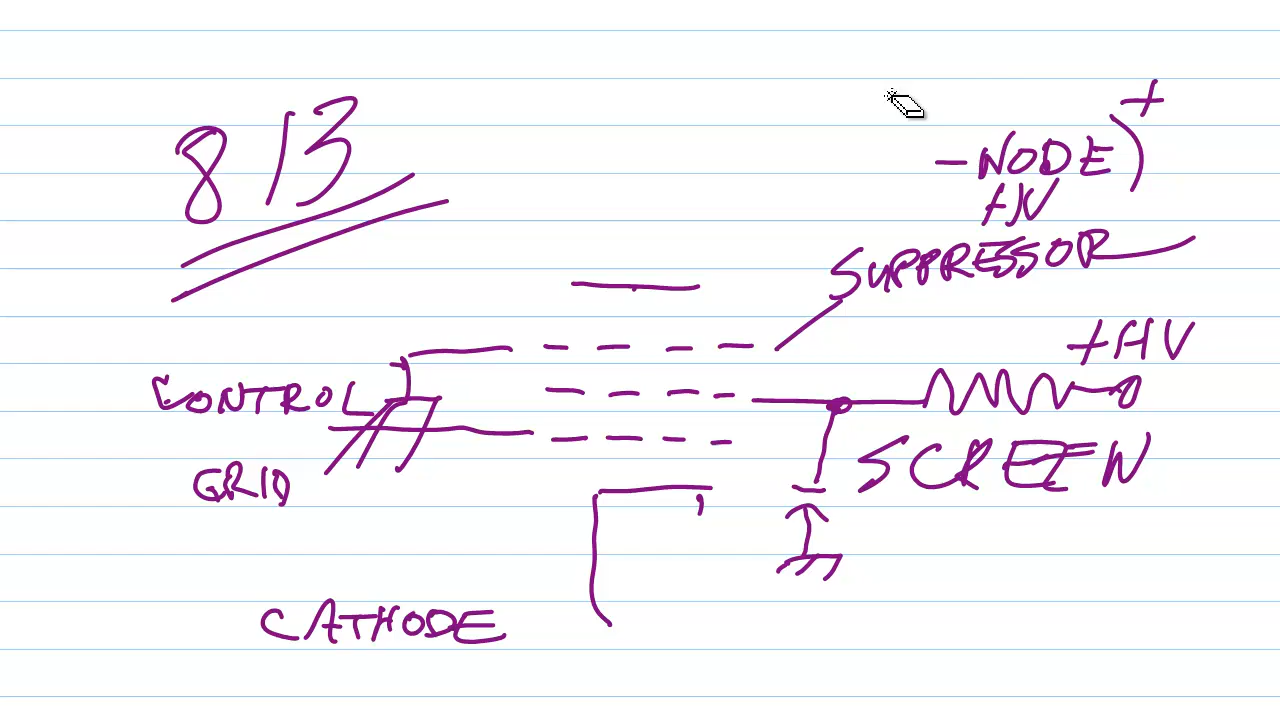 813
+
-NODE)
+HV
SUPPRESSOR
+HV
CONTROL
SCREEN
GRID
CATHODE